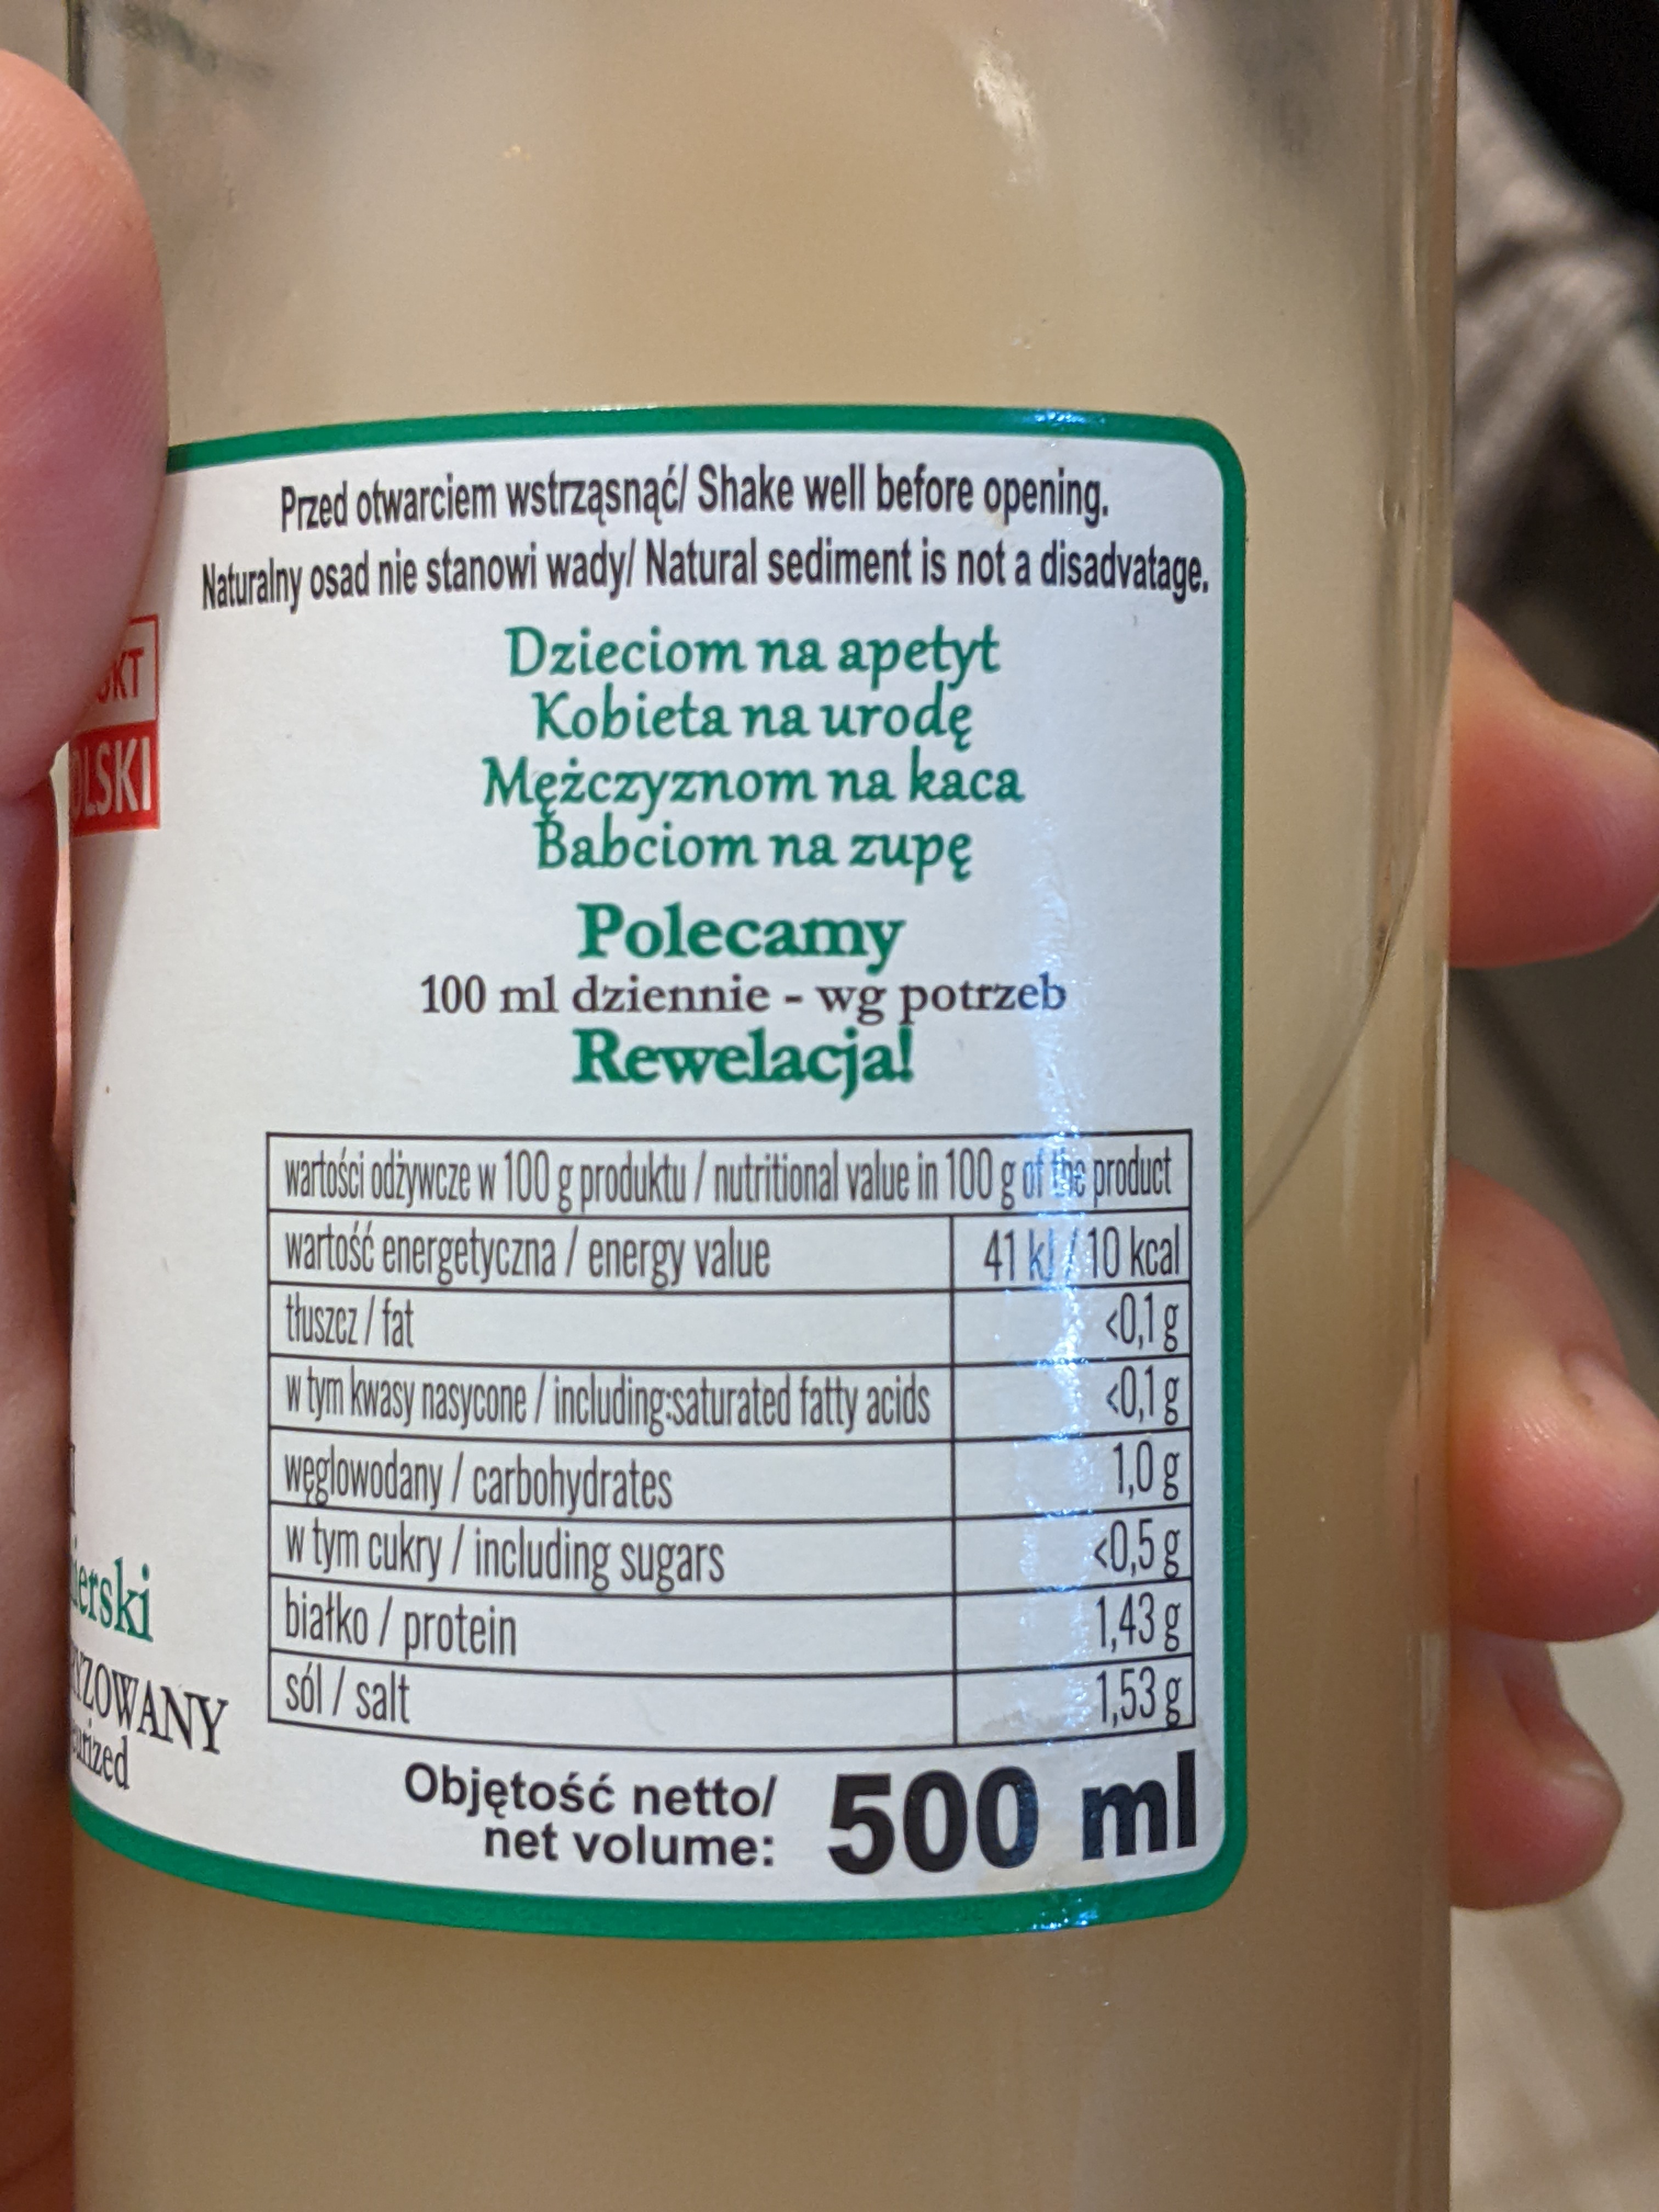 Przed otwarciem wstrząsnąć/ Shake well before opening.
Naturalny osad nie stanowi wady/ Natural sediment is not a disadvatage.
Dzieciom na apetyt
Kobieta na urodę
Mężczyznom na kaca
Babciom na zupę
Polecamy
100 ml dziennie - wg potrzeb
Rewelacja!
wartości odżywcze w 100 g produktu / nutritional value in 100 g of the product
wartość energetyczna / energy value 41 kJ / 10 kcal
tłuszcz / fat <0,1 g
w tym kwasy nasycone / including:saturated fatty acids <0,1 g
węglowodany / carbohydrates 1,0 g
w tym cukry / including sugars <0,5 g
białko / protein 1,43 g
sól / salt 1,53 g
Objętość netto/
net volume: 500 ml